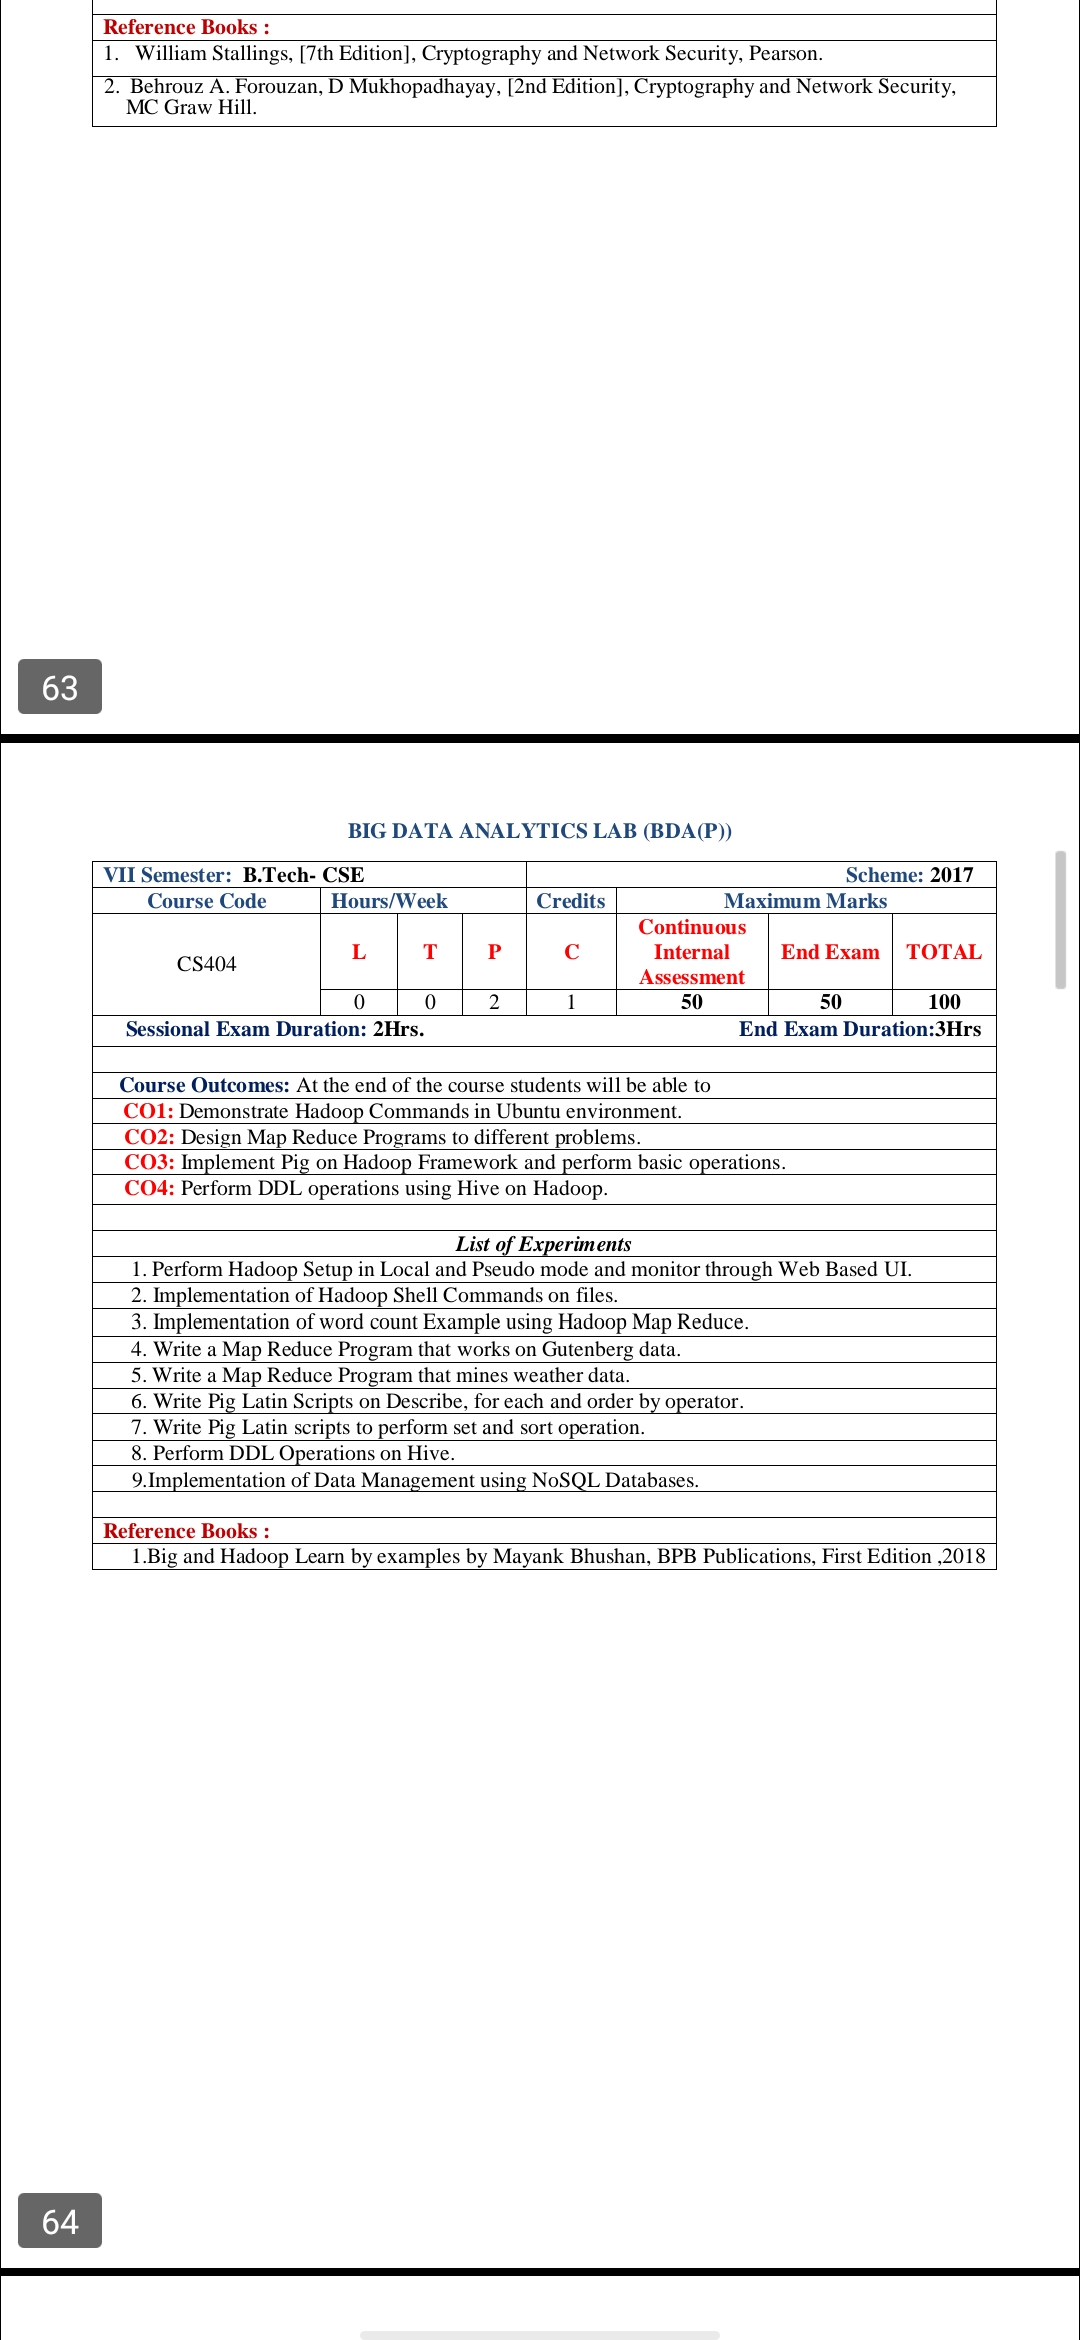 Reference Books :
1. William Stallings, [7th Edition], Cryptography and Network Security, Pearson.
2. Behrouz A. Forouzan, D Mukhopadhayay, [2nd Edition], Cryptography and Network Security,
MC Graw Hill.
63
BIG DATA ANALYTICS LAB (BDA(P))
VII Semester: B.Tech- CSE Scheme: 2017
Course Code Hours/Week Credits Maximum Marks
CS404 L T P C Continuous Internal Assessment End Exam TOTAL
0 0 2 1 50 50 100
Sessional Exam Duration: 2Hrs. End Exam Duration:3Hrs
Course Outcomes: At the end of the course students will be able to
CO1: Demonstrate Hadoop Commands in Ubuntu environment.
CO2: Design Map Reduce Programs to different problems.
CO3: Implement Pig on Hadoop Framework and perform basic operations.
CO4: Perform DDL operations using Hive on Hadoop.
List of Experiments
1. Perform Hadoop Setup in Local and Pseudo mode and monitor through Web Based UI.
2. Implementation of Hadoop Shell Commands on files.
3. Implementation of word count Example using Hadoop Map Reduce.
4. Write a Map Reduce Program that works on Gutenberg data.
5. Write a Map Reduce Program that mines weather data.
6. Write Pig Latin Scripts on Describe, for each and order by operator.
7. Write Pig Latin scripts to perform set and sort operation.
8. Perform DDL Operations on Hive.
9.Implementation of Data Management using NoSQL Databases.
Reference Books :
1.Big and Hadoop Learn by examples by Mayank Bhushan, BPB Publications, First Edition ,2018
64